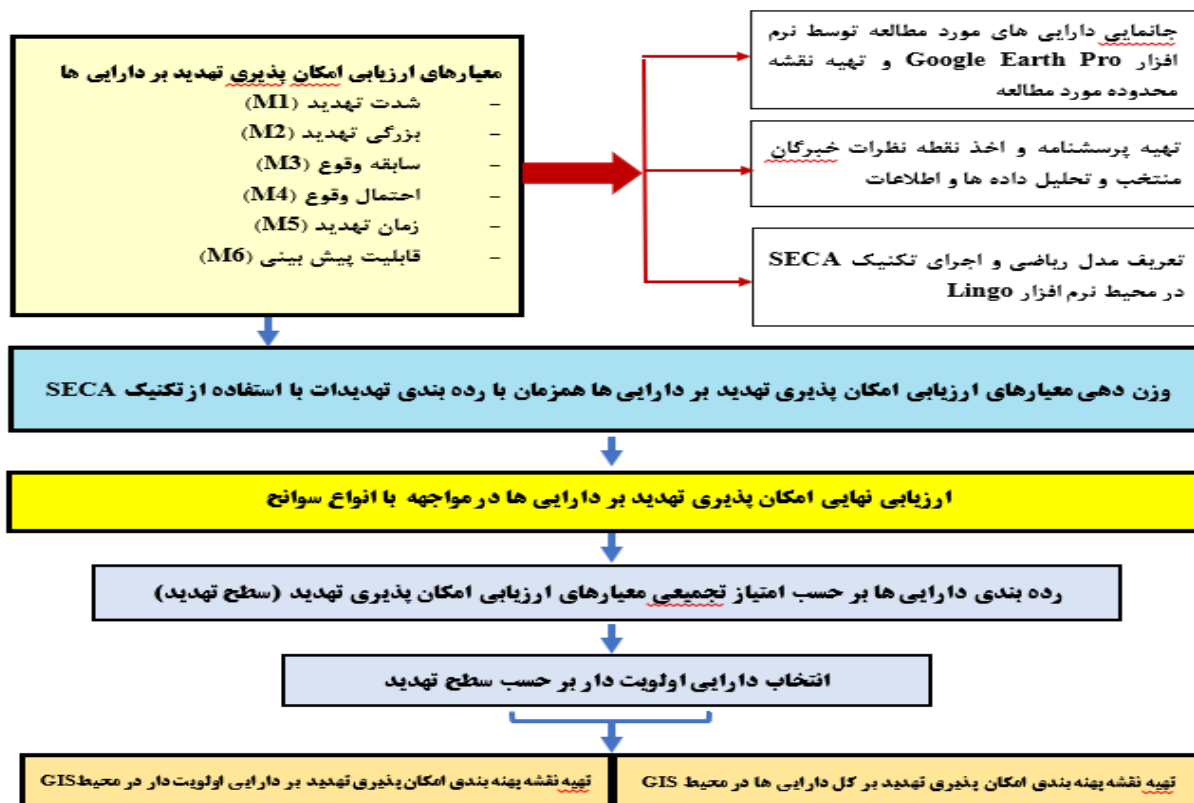 معیارهای ارزیابی امکان پذیری تهدید بر دارایی ها
- شدت تهدید (M1)
- بزرگی تهدید (M2)
- سابقه وقوع (M3)
- احتمال وقوع (M4)
- زمان تهدید (M5)
- قابلیت پیش بینی (M6)
جانمایی دارایی های مورد مطالعه توسط نرم
افزار Google Earth Pro و تهیه نقشه
محدوده مورد مطالعه
تهیه پرسشنامه و اخذ نقطه نظرات خبرگان
منتخب و تحلیل داده ها و اطلاعات
تعریف مدل ریاضی و اجرای تکنیک SECA
در محیط نرم افزار Lingo
وزن دهی معیارهای ارزیابی امکان پذیری تهدید بر دارایی ها همزمان با رده بندی تهدیدات با استفاده از تکنیک SECA
ارزیابی نهایی امکان پذیری تهدید بر دارایی ها در مواجهه با انواع سوانح
رده بندی دارایی ها بر حسب امتیاز تجمیعی معیارهای ارزیابی امکان پذیری تهدید (سطح تهدید)
انتخاب دارایی اولویت دار بر حسب سطح تهدید
تهیه نقشه پهنه بندی امکان پذیری تهدید بر کل دارایی ها در محیط GIS
تهیه نقشه پهنه بندی امکان پذیری تهدید بر دارایی اولویت دار در محیط GIS